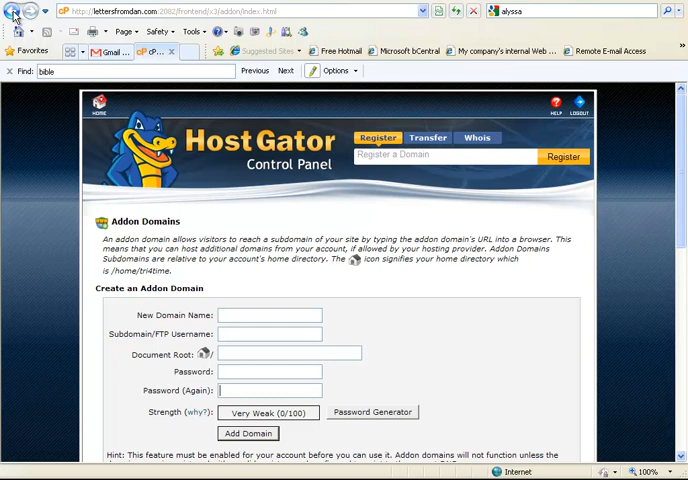 http://lettersfromdan.com:2082/frontend/x3/addon/index.html
alyssa
Page
Safety
Tools
Favorites
Gmail ...
cP...
Suggested Sites
Free Hotmail
Microsoft bCentral
My company's internal Web ...
Remote E-Mail Access
Find: bible
Previous
Next
Options
HOME
HELP
LOGOUT
HostGator
Control Panel
Register
Transfer
Whois
Register a Domain
Register
Addon Domains
An addon domain allows visitors to reach a subdomain of your site by typing the addon domain's URL into a browser. This
means that you can host additional domains from your account, if allowed by your hosting provider. Addon Domains
Subdomains are relative to your account's home directory. The icon signifies your home directory which
is /home/tri4time.
Create an Addon Domain
New Domain Name:
Subdomain/FTP Username:
Document Root: /
Password:
Password (Again):
Strength (why?):
Very Weak (0/100)
Password Generator
Add Domain
Hint: This feature must be enabled for your account before you can use it. Addon domains will not function unless the
Internet
100%